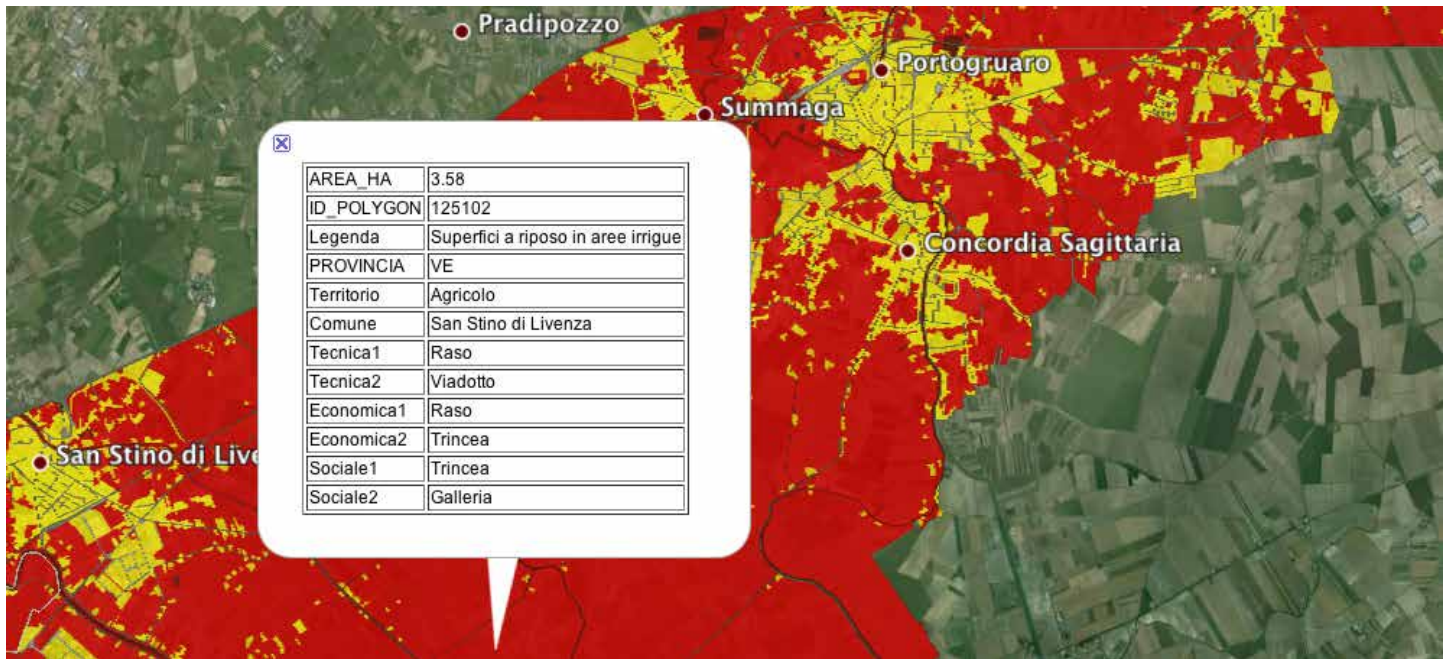 Pradipozzo
Portogruaro
Summaga
AREA_HA 3.58
ID_POLYGON 125102
Legenda Superfici a riposo in aree irrigue
PROVINCIA VE
Territorio Agricolo
Comune San Stino di Livenza
Tecnica1 Raso
Tecnica2 Viadotto
Economica1 Raso
Economica2 Trincea
Sociale1 Trincea
Sociale2 Galleria
Concordia Sagittaria
San Stino di Live